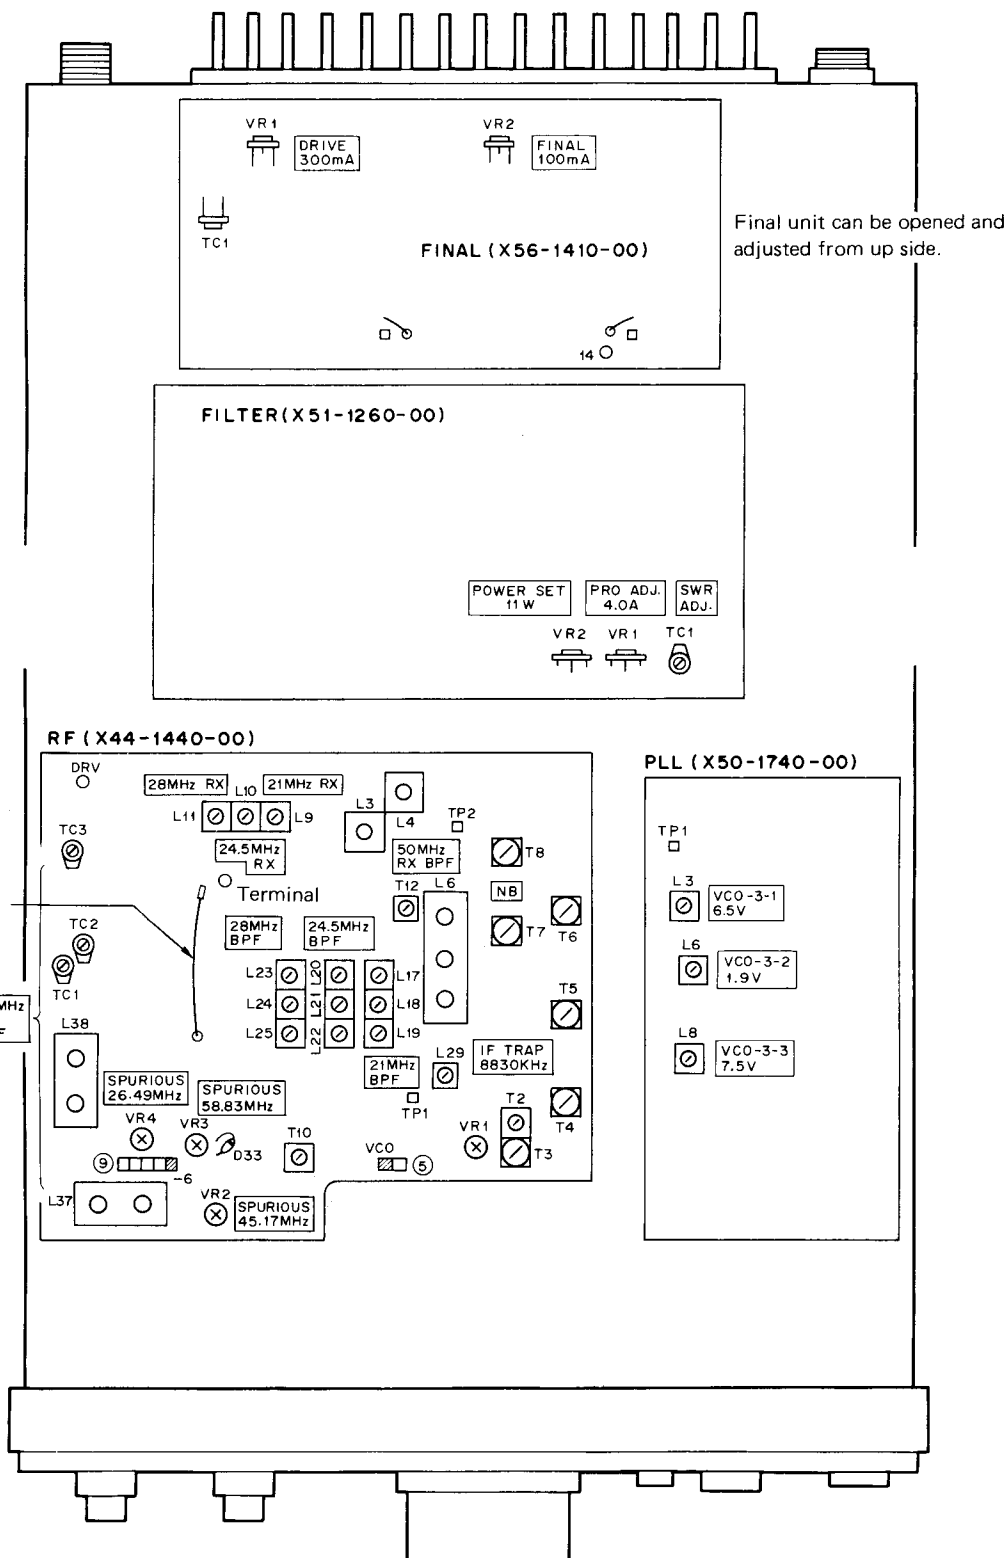 VR1
DRIVE
300mA
VR2
FINAL
100mA
TC1
FINAL (X56-1410-00)
14
Final unit can be opened and
adjusted from up side.
FILTER(X51-1260-00)
POWER SET
11W
PRO ADJ.
4.0A
SWR
ADJ.
VR2
VR1
TC1
RF (X44-1440-00)
DRV
28MHz RX
L10
21MHz RX
L11
L9
L3
L4
TP2
TC3
24.5MHz
RX
50MHz
RX BPF
T8
Terminal
T12
L6
NB
T7
T6
TC2
28MHz
BPF
24.5MHz
BPF
TC1
L23
L20
L17
L24
L21
L18
L25
L22
L19
T5
MHz
F
L38
21MHz
BPF
L29
IF TRAP
8830KHz
SPURIOUS
26.49MHz
SPURIOUS
58.83MHz
TP1
T2
T4
VR4
VR3
D33
T10
VCO
5
VR1
T3
9
-6
L37
VR2
SPURIOUS
45.17MHz
PLL (X50-1740-00)
TP1
L3
VCO-3-1
6.5V
L6
VCO-3-2
1.9V
L8
VCO-3-3
7.5V